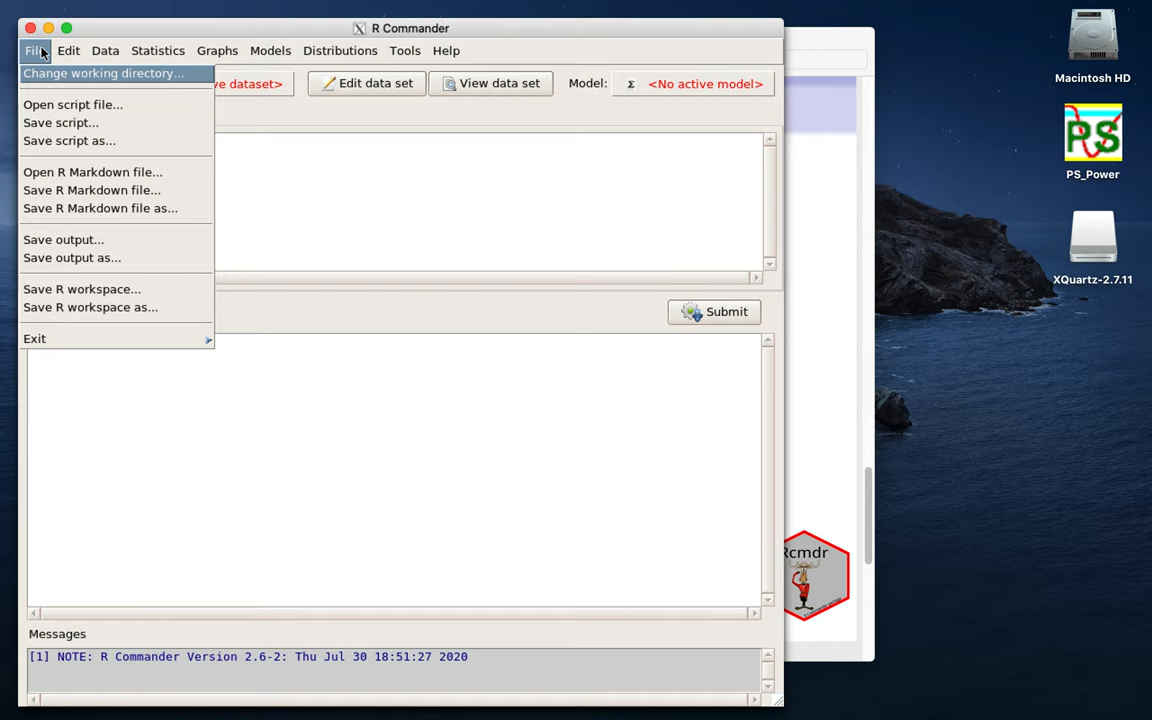 R Commander
File Edit Data Statistics Graphs Models Distributions Tools Help
Change working directory...
ve dataset> Edit data set View data set Model: Σ <No active model>
Open script file...
Save script...
Save script as...
Open R Markdown file...
Save R Markdown file...
Save R Markdown file as...
Save output...
Save output as...
Save R workspace...
Save R workspace as...
Submit
Exit
Rcmdr
Messages
[1] NOTE: R Commander Version 2.6-2: Thu Jul 30 18:51:27 2020
Macintosh HD
PS
PS_Power
XQuartz-2.7.11